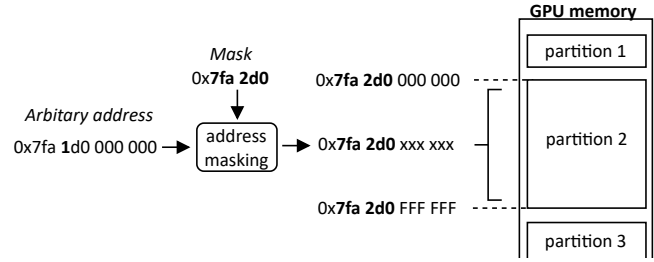 GPU memory
partition 1
Mask
0x7fa 2d0
0x7fa 2d0 000 000
Arbitary address
0x7fa 1d0 000 000
address
masking
0x7fa 2d0 xxx xxx
partition 2
0x7fa 2d0 FFF FFF
partition 3